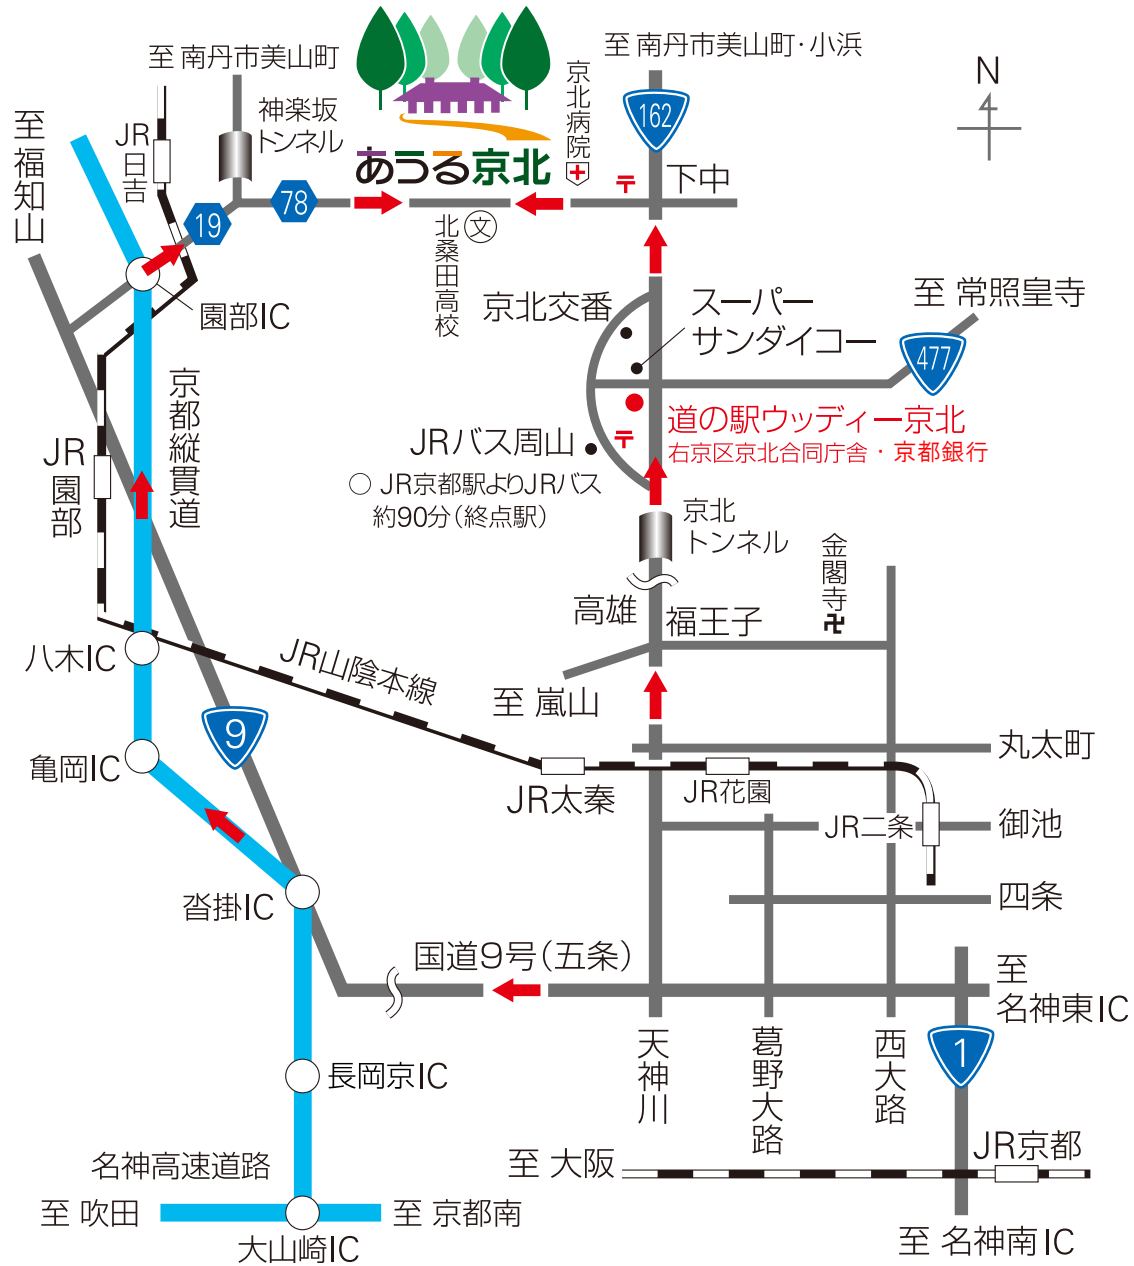 至 南丹市美山町
至 南丹市美山町・小浜
N
京北病院
162
神楽坂
トンネル
JR日吉
至 福知山
あうる京北
〒
下中
19
78
北桑田高校
文
園部IC
京北交番
スーパー
サンダイコー
至 常照皇寺
477
京都縦貫道
道の駅ウッディー京北
右京区京北合同庁舎・京都銀行
〒
JRバス周山
○ JR京都駅よりJRバス
約90分(終点駅)
JR園部
京北
トンネル
金閣寺
卍
高雄
福王子
八木IC
JR山陰本線
至 嵐山
9
亀岡IC
丸太町
JR太秦
JR花園
JR二条
御池
沓掛IC
四条
国道9号(五条)
至
名神東IC
天神川
葛野大路
西大路
1
長岡京IC
名神高速道路
至 大阪
JR京都
至 吹田
至 京都南
大山崎IC
至 名神南IC